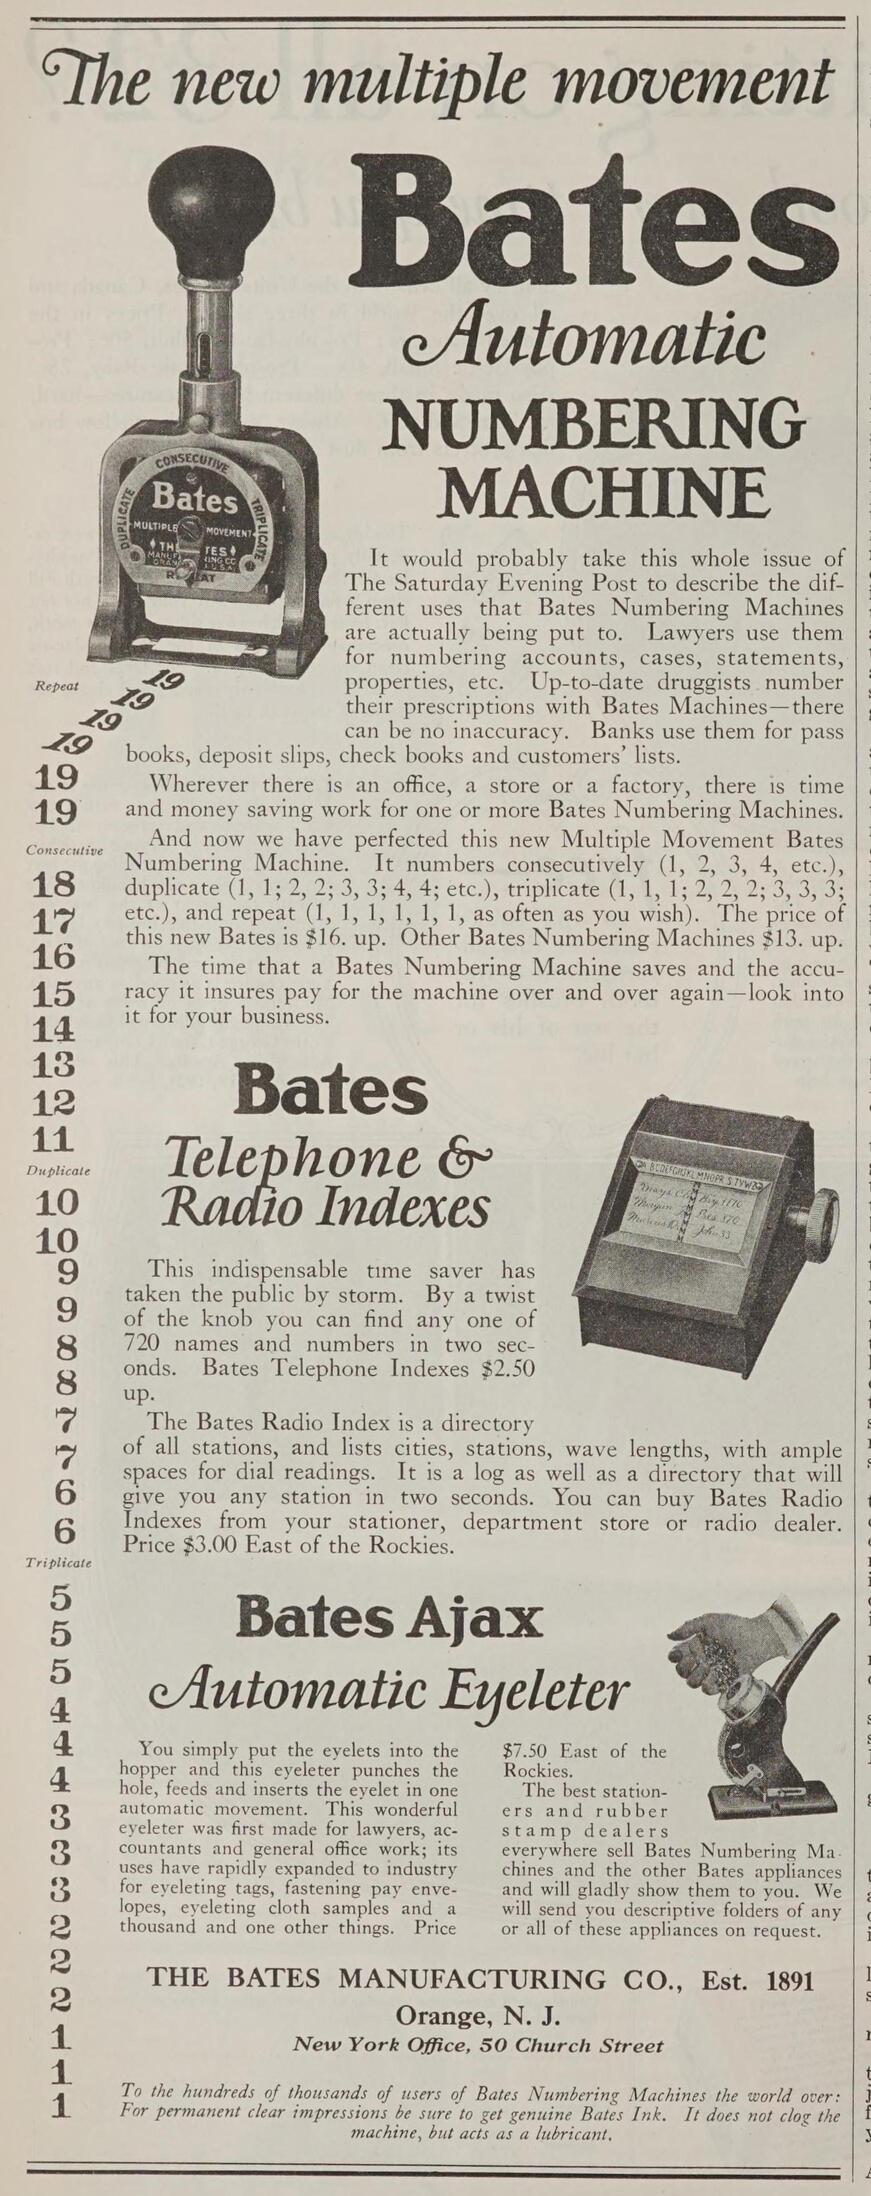 The new multiple movement
Bates
Automatic
NUMBERING
MACHINE
CONSECUTIVE
DUPLICATE
TRIPLICATE
Bates
MULTIPLE MOVEMENT
It would probably take this whole issue of
The Saturday Evening Post to describe the dif-
ferent uses that Bates Numbering Machines
are actually being put to. Lawyers use them
for numbering accounts, cases, statements,
properties, etc. Up-to-date druggists number
their prescriptions with Bates Machines—there
can be no inaccuracy. Banks use them for pass
books, deposit slips, check books and customers' lists.
Wherever there is an office, a store or a factory, there is time
and money saving work for one or more Bates Numbering Machines.
And now we have perfected this new Multiple Movement Bates
Numbering Machine. It numbers consecutively (1, 2, 3, 4, etc.),
duplicate (1, 1; 2, 2; 3, 3; 4, 4; etc.), triplicate (1, 1, 1; 2, 2, 2; 3, 3, 3;
etc.), and repeat (1, 1, 1, 1, 1, 1, as often as you wish). The price of
this new Bates is $16. up. Other Bates Numbering Machines $13. up.
The time that a Bates Numbering Machine saves and the accu-
racy it insures pay for the machine over and over again—look into
it for your business.
Repeat
19
19
19
19
19
19
Consecutive
18
17
16
15
14
13
12
11
Duplicate
10
10
9
9
8
8
7
7
6
6
Triplicate
5
5
5
4
4
4
3
3
3
2
2
2
1
1
1
Bates
Telephone &
Radio Indexes
This indispensable time saver has
taken the public by storm. By a twist
of the knob you can find any one of
720 names and numbers in two sec-
onds. Bates Telephone Indexes $2.50
up.
The Bates Radio Index is a directory
of all stations, and lists cities, stations, wave lengths, with ample
spaces for dial readings. It is a log as well as a directory that will
give you any station in two seconds. You can buy Bates Radio
Indexes from your stationer, department store or radio dealer.
Price $3.00 East of the Rockies.
Bates Ajax
Automatic Eyeleter
You simply put the eyelets into the
hopper and this eyeleter punches the
hole, feeds and inserts the eyelet in one
automatic movement. This wonderful
eyeleter was first made for lawyers, ac-
countants and general office work; its
uses have rapidly expanded to industry
for eyeleting tags, fastening pay enve-
lopes, eyeleting cloth samples and a
thousand and one other things. Price
$7.50 East of the
Rockies.
The best station-
ers and rubber
stamp dealers
everywhere sell Bates Numbering Ma-
chines and the other Bates appliances
and will gladly show them to you. We
will send you descriptive folders of any
or all of these appliances on request.
THE BATES MANUFACTURING CO., Est. 1891
Orange, N. J.
New York Office, 50 Church Street
To the hundreds of thousands of users of Bates Numbering Machines the world over:
For permanent clear impressions be sure to get genuine Bates Ink. It does not clog the
machine, but acts as a lubricant.